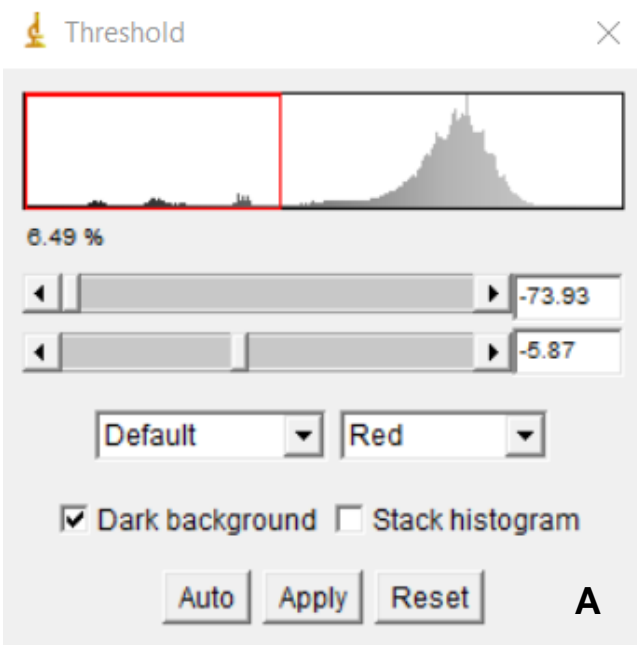 Threshold
6.49 %
-73.93
-5.87
Default Red
Dark background Stack histogram
Auto Apply Reset A